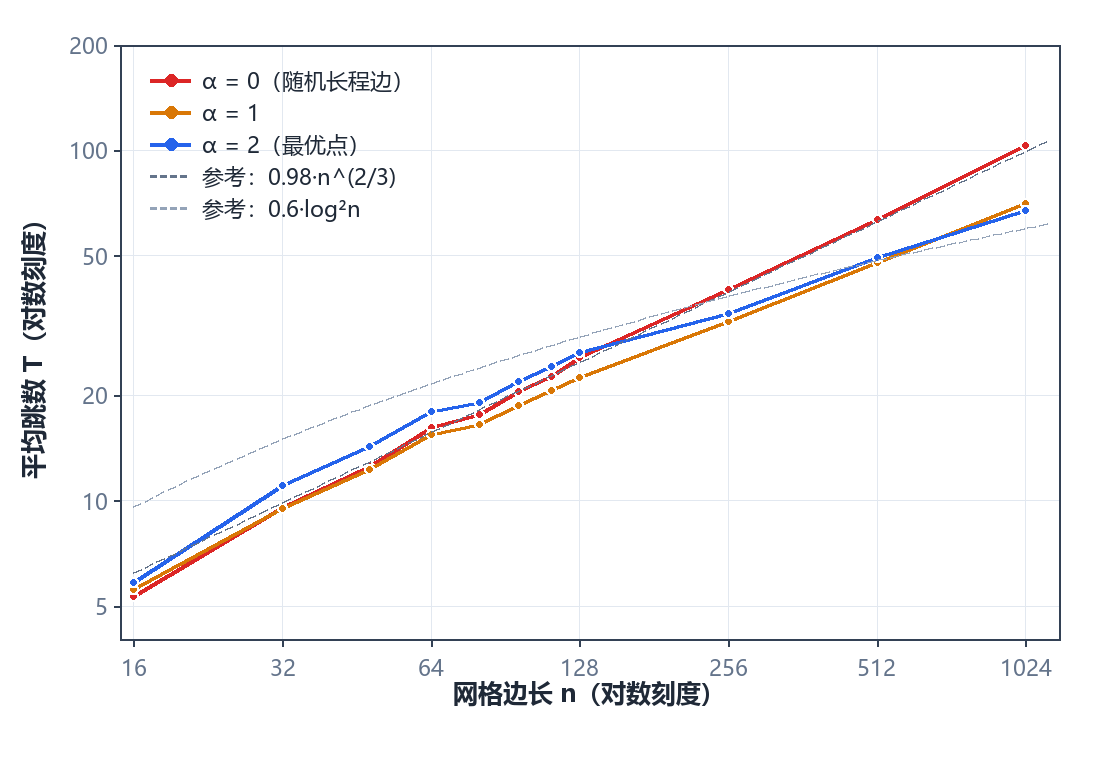 200
100
50
20
10
5
平均跳数 T（对数刻度）
α = 0（随机长程边）
α = 1
α = 2（最优点）
参考：0.98·n^(2/3)
参考：0.6·log²n
16 32 64 128 256 512 1024
网格边长 n（对数刻度）